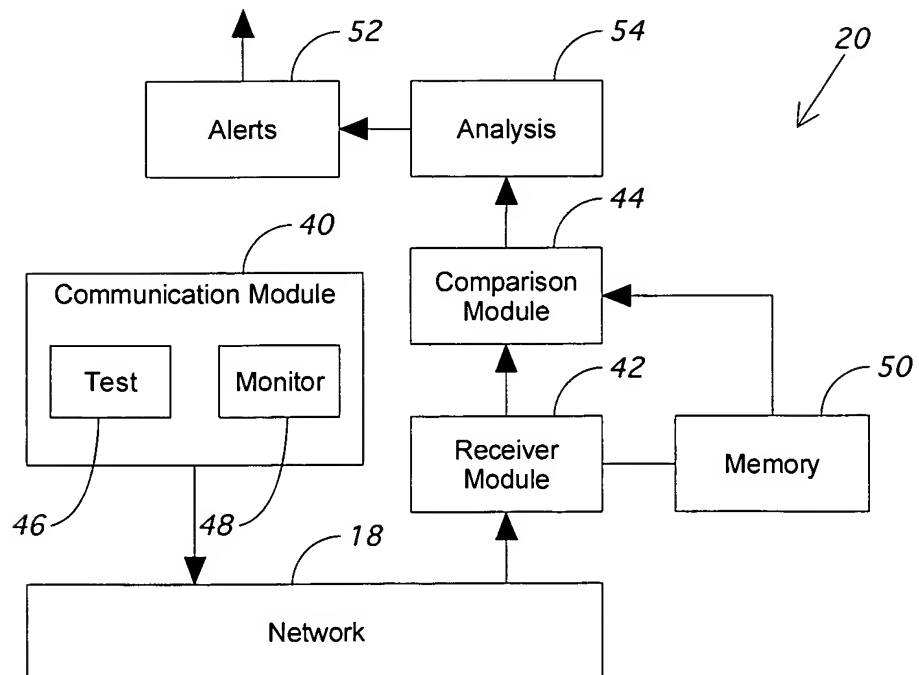 52
54
20
Alerts
Analysis
40
44
Communication Module
Comparison
Module
Test
Monitor
42
50
Receiver
Module
Memory
46
48
18
Network